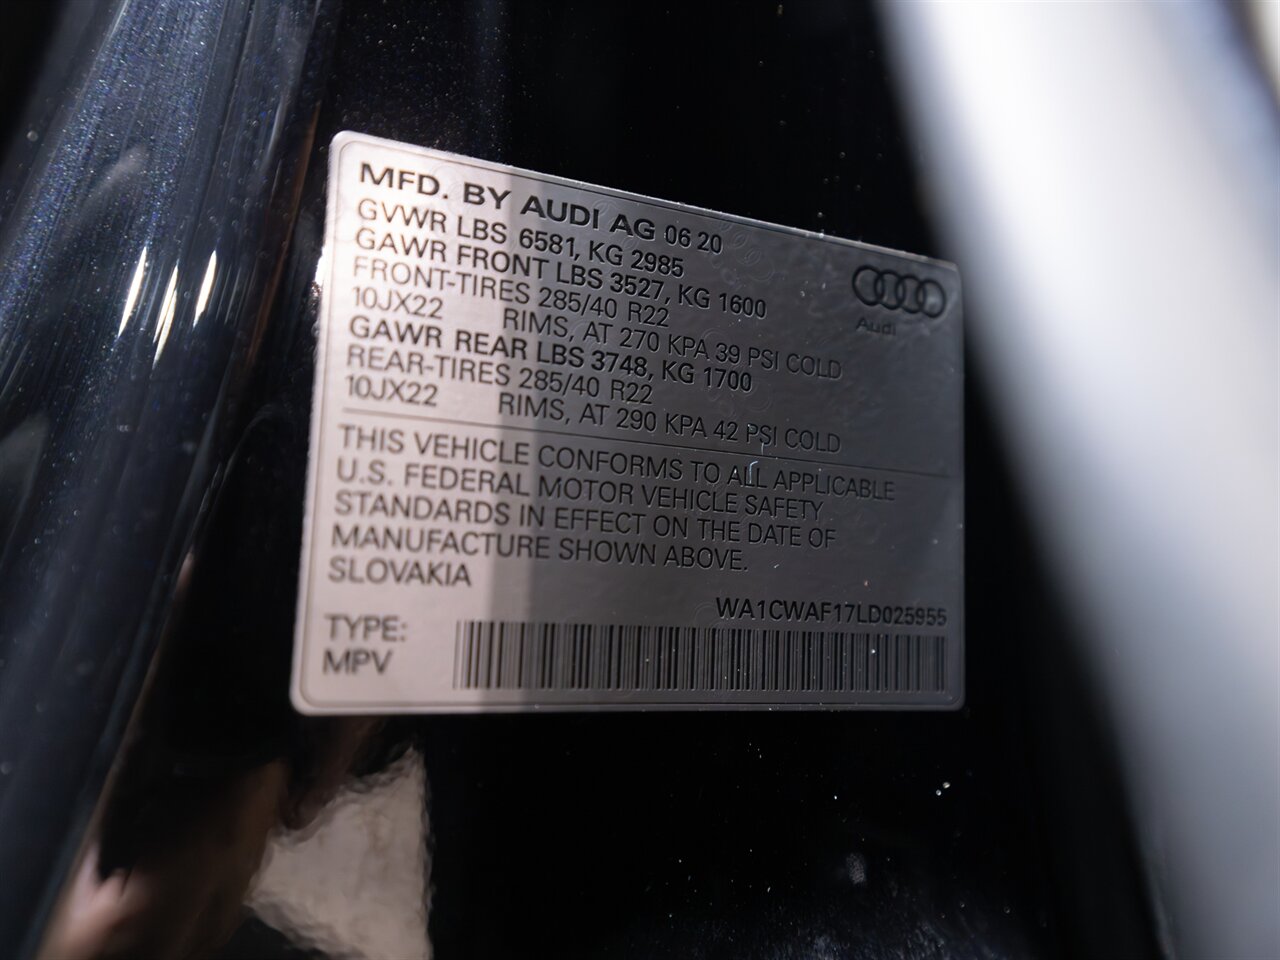 MFD. BY AUDI AG 06 20
GVWR LBS 6581, KG 2985
GAWR FRONT LBS 3527, KG 1600
FRONT-TIRES 285/40 R22
10JX22 RIMS, AT 270 KPA 39 PSI COLD
GAWR REAR LBS 3748, KG 1700
REAR-TIRES 285/40 R22
10JX22 RIMS, AT 290 KPA 42 PSI COLD
Audi
THIS VEHICLE CONFORMS TO ALL APPLICABLE
U.S. FEDERAL MOTOR VEHICLE SAFETY
STANDARDS IN EFFECT ON THE DATE OF
MANUFACTURE SHOWN ABOVE.
SLOVAKIA
WA1CWAF17LD025955
TYPE:
MPV